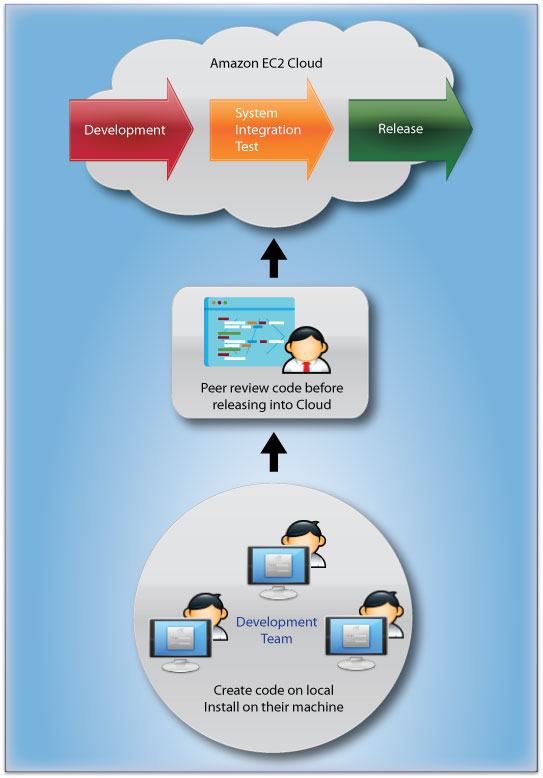 Amazon EC2 Cloud
Development
System
Integration
Test
Release
Peer review code before
releasing into Cloud
Development
Team
Create code on local
Install on their machine